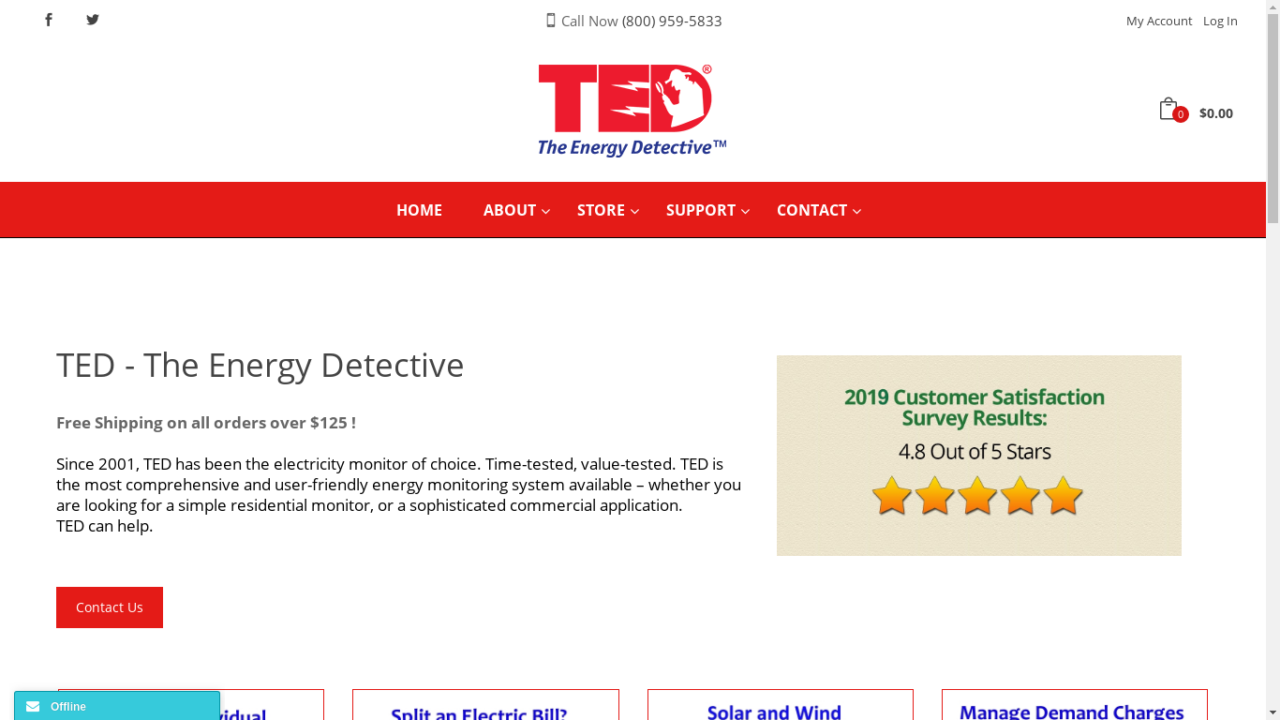 Call Now (800) 959-5833
My Account Log In
TED®
The Energy Detective™
0 $0.00
HOME ABOUT STORE SUPPORT CONTACT
TED - The Energy Detective
Free Shipping on all orders over $125 !
Since 2001, TED has been the electricity monitor of choice. Time-tested, value-tested. TED is
the most comprehensive and user-friendly energy monitoring system available – whether you
are looking for a simple residential monitor, or a sophisticated commercial application.
TED can help.
2019 Customer Satisfaction
Survey Results:
4.8 Out of 5 Stars
Contact Us
Split an Electric Bill?
Solar and Wind
Manage Demand Charges
Offline